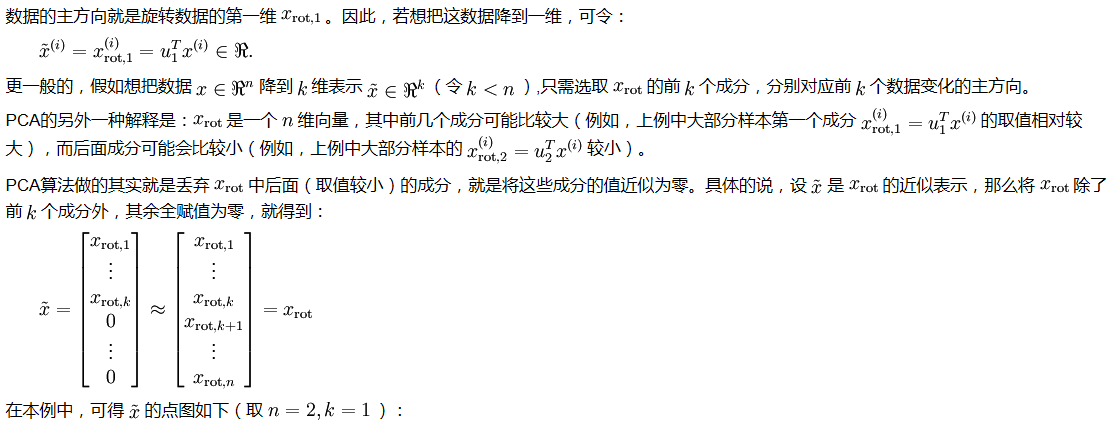 数据的主方向就是旋转数据的第一维 $x_{\mathrm{rot},1}$ 。因此，若想把这数据降到一维，可令：
$\tilde{x}^{(i)} = x_{\mathrm{rot},1}^{(i)} = u_1^T x^{(i)} \in \Re.$
更一般的，假如想把数据 $x \in \Re^n$ 降到 $k$ 维表示 $\tilde{x} \in \Re^k$（令 $k < n$ ）,只需选取 $x_{\mathrm{rot}}$ 的前 $k$ 个成分，分别对应前 $k$ 个数据变化的主方向。
PCA的另外一种解释是：$x_{\mathrm{rot}}$ 是一个 $n$ 维向量，其中前几个成分可能比较大（例如，上例中大部分样本第一个成分 $x_{\mathrm{rot},1}^{(i)} = u_1^T x^{(i)}$ 的取值相对较
大），而后面成分可能会比较小（例如，上例中大部分样本的 $x_{\mathrm{rot},2}^{(i)} = u_2^T x^{(i)}$ 较小）。
PCA算法做的其实就是丢弃 $x_{\mathrm{rot}}$ 中后面（取值较小）的成分，就是将这些成分的值近似为零。具体的说，设 $\tilde{x}$ 是 $x_{\mathrm{rot}}$ 的近似表示，那么将 $x_{\mathrm{rot}}$ 除了
前 $k$ 个成分外，其余全赋值为零，就得到：
$\tilde{x} = \begin{bmatrix} x_{\mathrm{rot},1} \\ \vdots \\ x_{\mathrm{rot},k} \\ 0 \\ \vdots \\ 0 \end{bmatrix} \approx \begin{bmatrix} x_{\mathrm{rot},1} \\ \vdots \\ x_{\mathrm{rot},k} \\ x_{\mathrm{rot},k+1} \\ \vdots \\ x_{\mathrm{rot},n} \end{bmatrix} = x_{\mathrm{rot}}$
在本例中，可得 $\tilde{x}$ 的点图如下（取 $n = 2, k = 1$ ）：